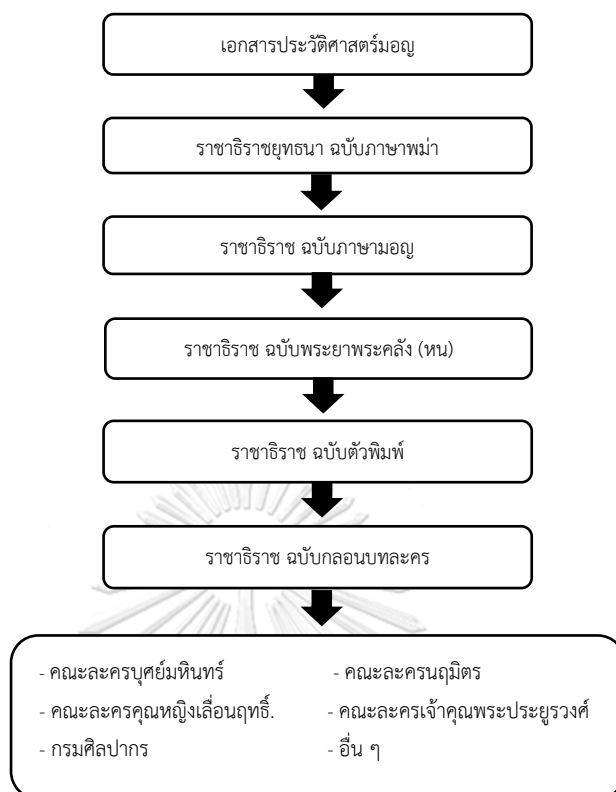 เอกสารประวัติศาสตร์มอญ
ราชาธิราชยุทธนา ฉบับภาษาพม่า
ราชาธิราช ฉบับภาษามอญ
ราชาธิราช ฉบับพระยาพระคลัง (หน)
ราชาธิราช ฉบับตัวพิมพ์
ราชาธิราช ฉบับกลอนบทละคร
- คณะละครบุศย์มหินทร์ - คณะละครนฤมิตร
- คณะละครคุณหญิงเลื่อนฤทธิ์. - คณะละครเจ้าคุณพระประยูรวงศ์
- กรมศิลปากร - อื่น ๆ